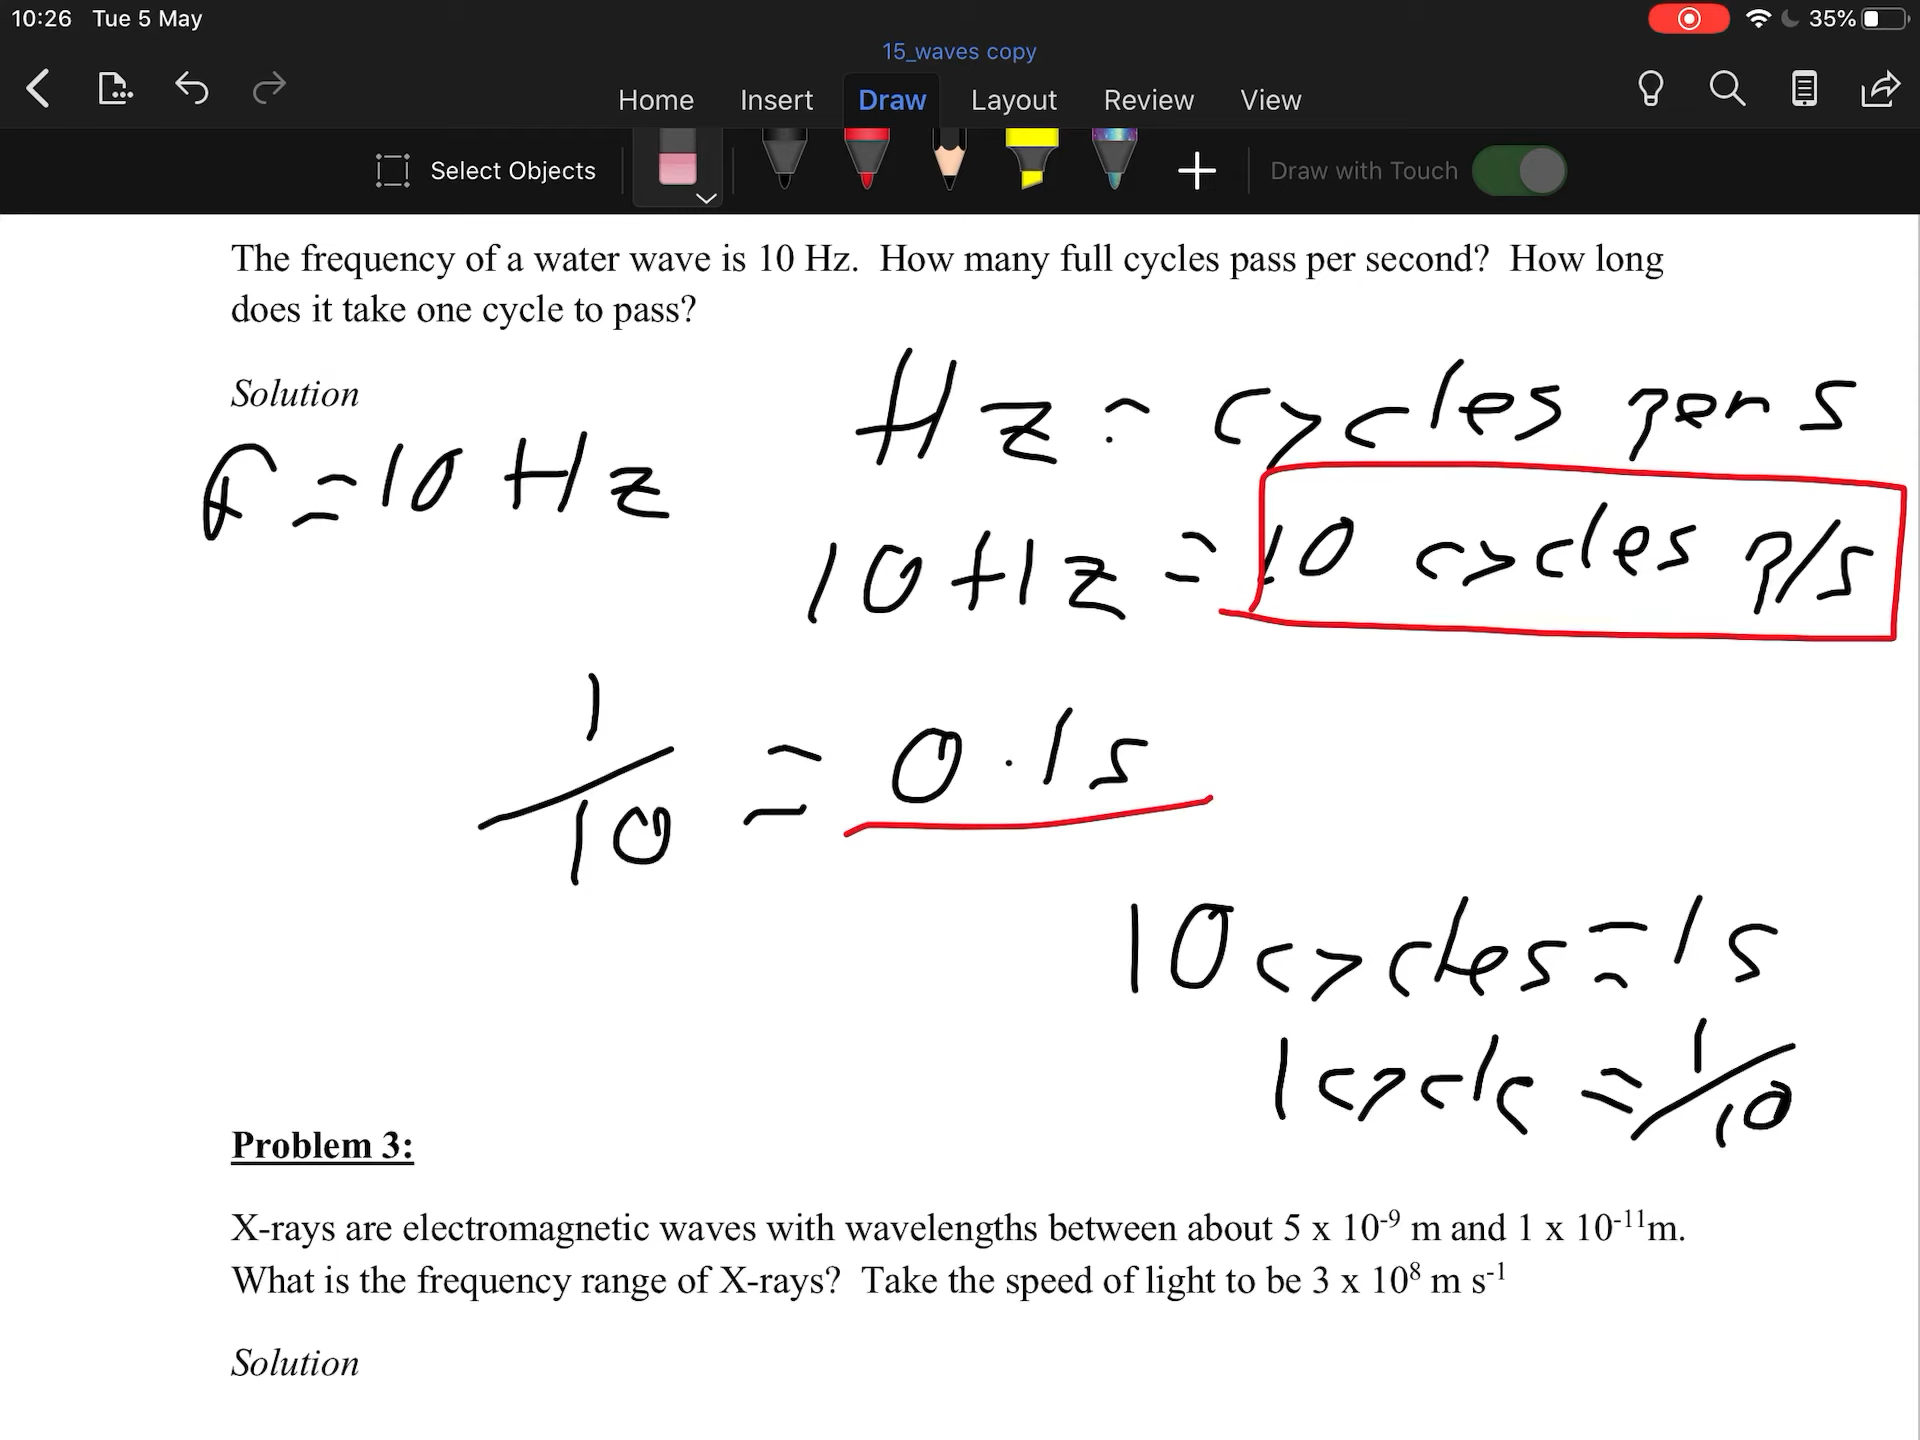 10:26 Tue 5 May 35%
15_waves copy
Home Insert Draw Layout Review View
Select Objects Draw with Touch
The frequency of a water wave is 10 Hz. How many full cycles pass per second? How long
does it take one cycle to pass?
Solution
Hz = cycles per s
f = 10 Hz
10 Hz = 10 cycles p/s
1/10 = 0.1s
10 cycles = 1s
1 cycle = 1/10
Problem 3:
X-rays are electromagnetic waves with wavelengths between about 5 x 10⁻⁹ m and 1 x 10⁻¹¹m.
What is the frequency range of X-rays? Take the speed of light to be 3 x 10⁸ m s⁻¹
Solution